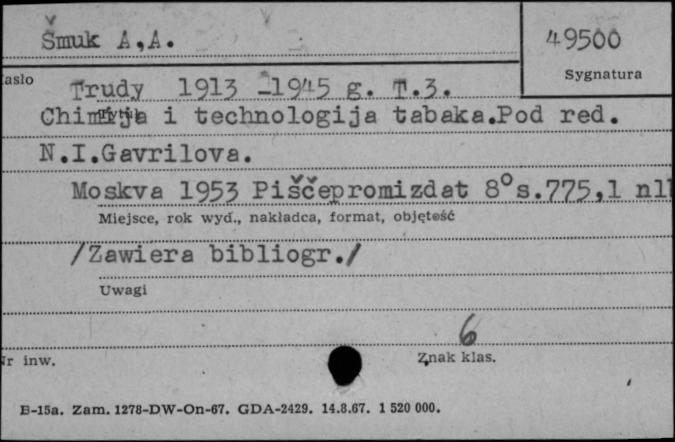 Šmuk A,A.
49500
Sygnatura
asło
Trudy 1913 -1945 g. T.3.
Chimija i technologija tabaka.Pod red.
Tytuł
N.I.Gavrilova.
Moskva 1953 Piščepromizdat 8° s.775,1 nl
Miejsce, rok wyd., nakładca, format, objętość
/Zawiera bibliogr./
Uwagi
6
r inw.
Znak klas.
B-15a. Zam. 1278-DW-On-67. GDA-2429. 14.8.67. 1 520 000.